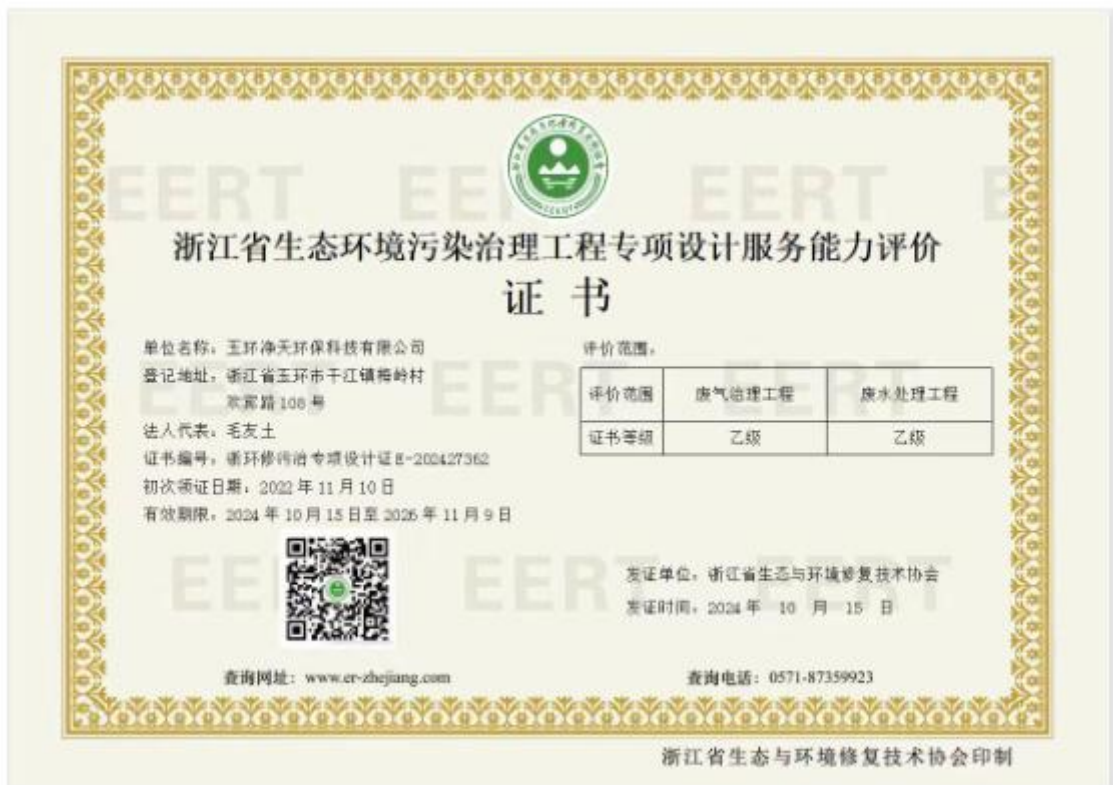 EERT EERT EERT
浙江省生态环境污染治理工程专项设计服务能力评价
证 书
单位名称：玉环净天环保科技有限公司
登记地址：浙江省玉环市干江镇梅岭村
欢宾路108号
法人代表：毛友土
证书编号：浙环修污治专项设计证E-202427362
初次领证日期：2022年11月10日
有效期限：2024年10月15日至2026年11月9日
评价范围：
评价范围 废气治理工程 废水处理工程
证书等级 乙级 乙级
发证单位：浙江省生态与环境修复技术协会
发证时间：2024年 10 月 15 日
查询网址：www.er-zhejiang.com
查询电话：0571-87359923
浙江省生态与环境修复技术协会印制